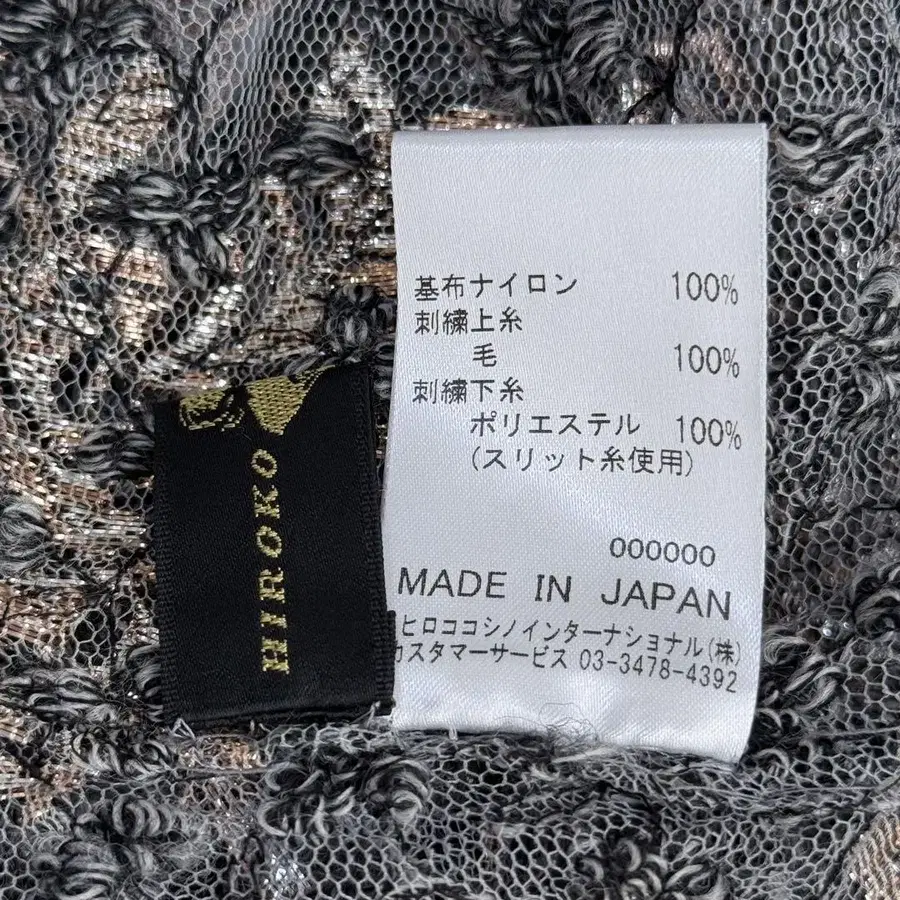 HIROKO
基布ナイロン 100%
刺繍上糸
毛 100%
刺繍下糸
ポリエステル 100%
(スリット糸使用)
000000
MADE IN JAPAN
ヒロココシノインターナショナル(株)
カスタマーサービス 03-3478-4392